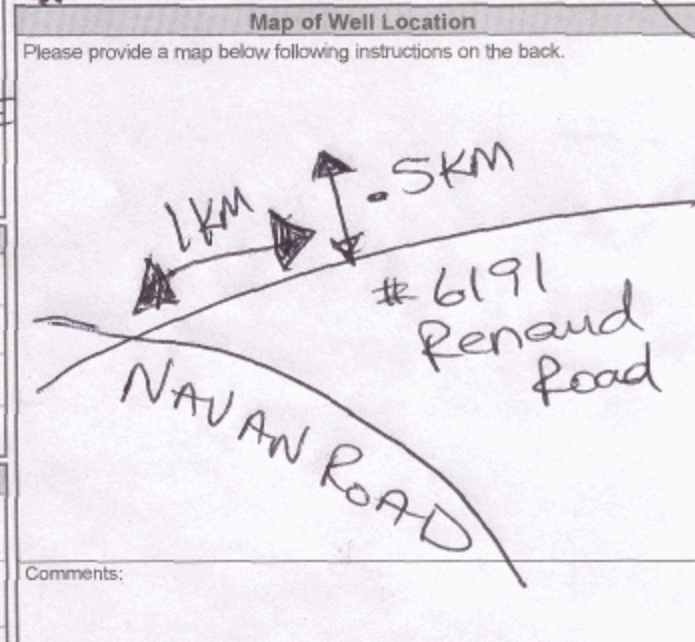 Map of Well Location
Please provide a map below following instructions on the back.
.5KM
1KM
# 6191
Renaud
Road
NAVAN ROAD
Comments: